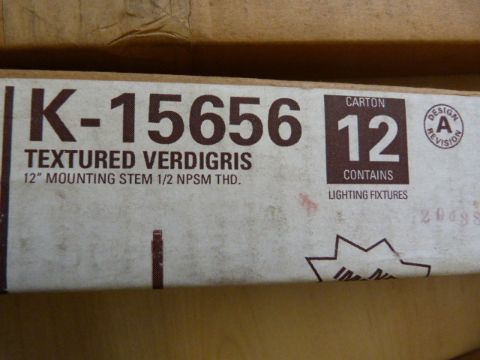 K-15656
TEXTURED VERDIGRIS
12" MOUNTING STEM 1/2 NPSM THD.
CARTON
12
CONTAINS
LIGHTING FIXTURES
DESIGN
A
REVISION